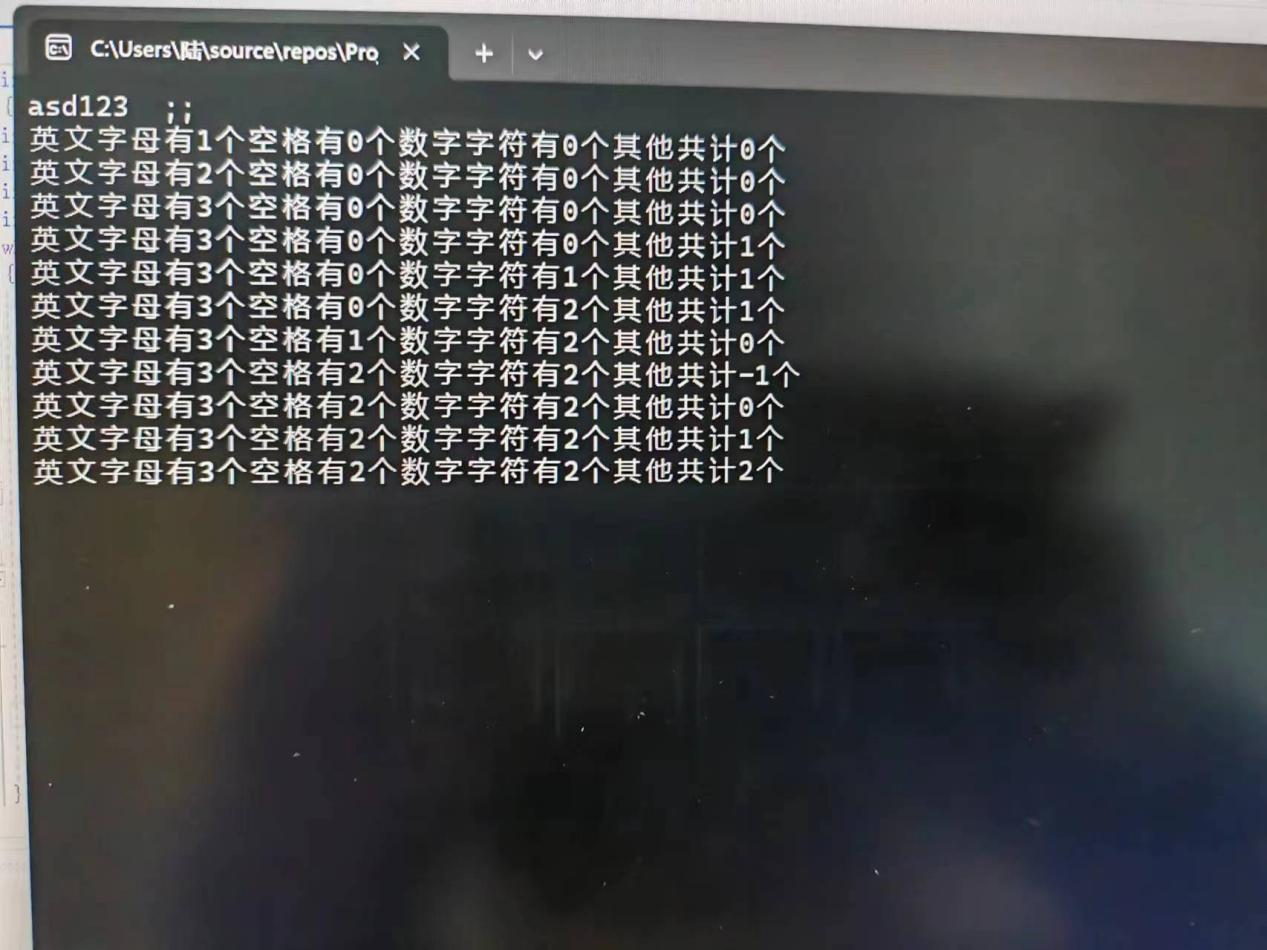 C:\Users\陆\source\repos\Pro
asd123  ;;
英文字母有1个空格有0个数字字符有0个其他共计0个
英文字母有2个空格有0个数字字符有0个其他共计0个
英文字母有3个空格有0个数字字符有0个其他共计0个
英文字母有3个空格有0个数字字符有0个其他共计1个
英文字母有3个空格有0个数字字符有1个其他共计1个
英文字母有3个空格有0个数字字符有2个其他共计1个
英文字母有3个空格有1个数字字符有2个其他共计0个
英文字母有3个空格有2个数字字符有2个其他共计-1个
英文字母有3个空格有2个数字字符有2个其他共计0个
英文字母有3个空格有2个数字字符有2个其他共计1个
英文字母有3个空格有2个数字字符有2个其他共计2个